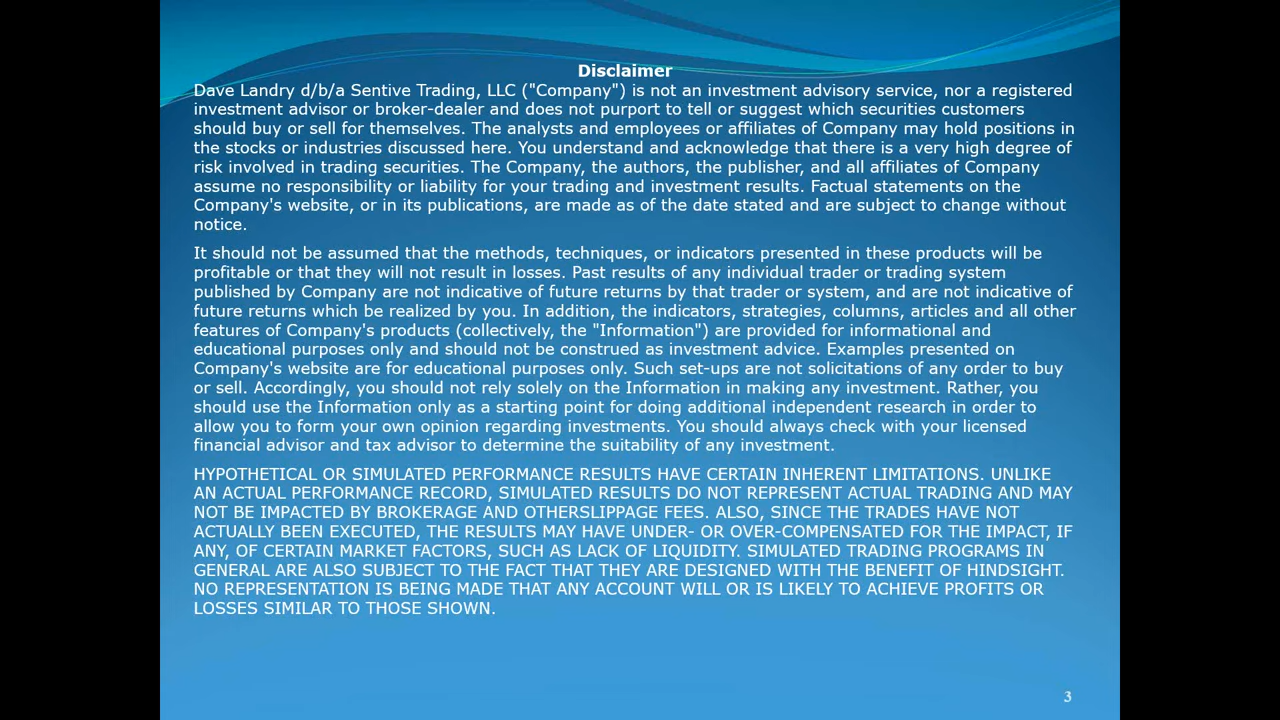 Disclaimer
Dave Landry d/b/a Sentive Trading, LLC ("Company") is not an investment advisory service, nor a registered
investment advisor or broker-dealer and does not purport to tell or suggest which securities customers
should buy or sell for themselves. The analysts and employees or affiliates of Company may hold positions in
the stocks or industries discussed here. You understand and acknowledge that there is a very high degree of
risk involved in trading securities. The Company, the authors, the publisher, and all affiliates of Company
assume no responsibility or liability for your trading and investment results. Factual statements on the
Company's website, or in its publications, are made as of the date stated and are subject to change without
notice.
It should not be assumed that the methods, techniques, or indicators presented in these products will be
profitable or that they will not result in losses. Past results of any individual trader or trading system
published by Company are not indicative of future returns by that trader or system, and are not indicative of
future returns which be realized by you. In addition, the indicators, strategies, columns, articles and all other
features of Company's products (collectively, the "Information") are provided for informational and
educational purposes only and should not be construed as investment advice. Examples presented on
Company's website are for educational purposes only. Such set-ups are not solicitations of any order to buy
or sell. Accordingly, you should not rely solely on the Information in making any investment. Rather, you
should use the Information only as a starting point for doing additional independent research in order to
allow you to form your own opinion regarding investments. You should always check with your licensed
financial advisor and tax advisor to determine the suitability of any investment.
HYPOTHETICAL OR SIMULATED PERFORMANCE RESULTS HAVE CERTAIN INHERENT LIMITATIONS. UNLIKE
AN ACTUAL PERFORMANCE RECORD, SIMULATED RESULTS DO NOT REPRESENT ACTUAL TRADING AND MAY
NOT BE IMPACTED BY BROKERAGE AND OTHERSLIPPAGE FEES. ALSO, SINCE THE TRADES HAVE NOT
ACTUALLY BEEN EXECUTED, THE RESULTS MAY HAVE UNDER- OR OVER-COMPENSATED FOR THE IMPACT, IF
ANY, OF CERTAIN MARKET FACTORS, SUCH AS LACK OF LIQUIDITY. SIMULATED TRADING PROGRAMS IN
GENERAL ARE ALSO SUBJECT TO THE FACT THAT THEY ARE DESIGNED WITH THE BENEFIT OF HINDSIGHT.
NO REPRESENTATION IS BEING MADE THAT ANY ACCOUNT WILL OR IS LIKELY TO ACHIEVE PROFITS OR
LOSSES SIMILAR TO THOSE SHOWN.
3